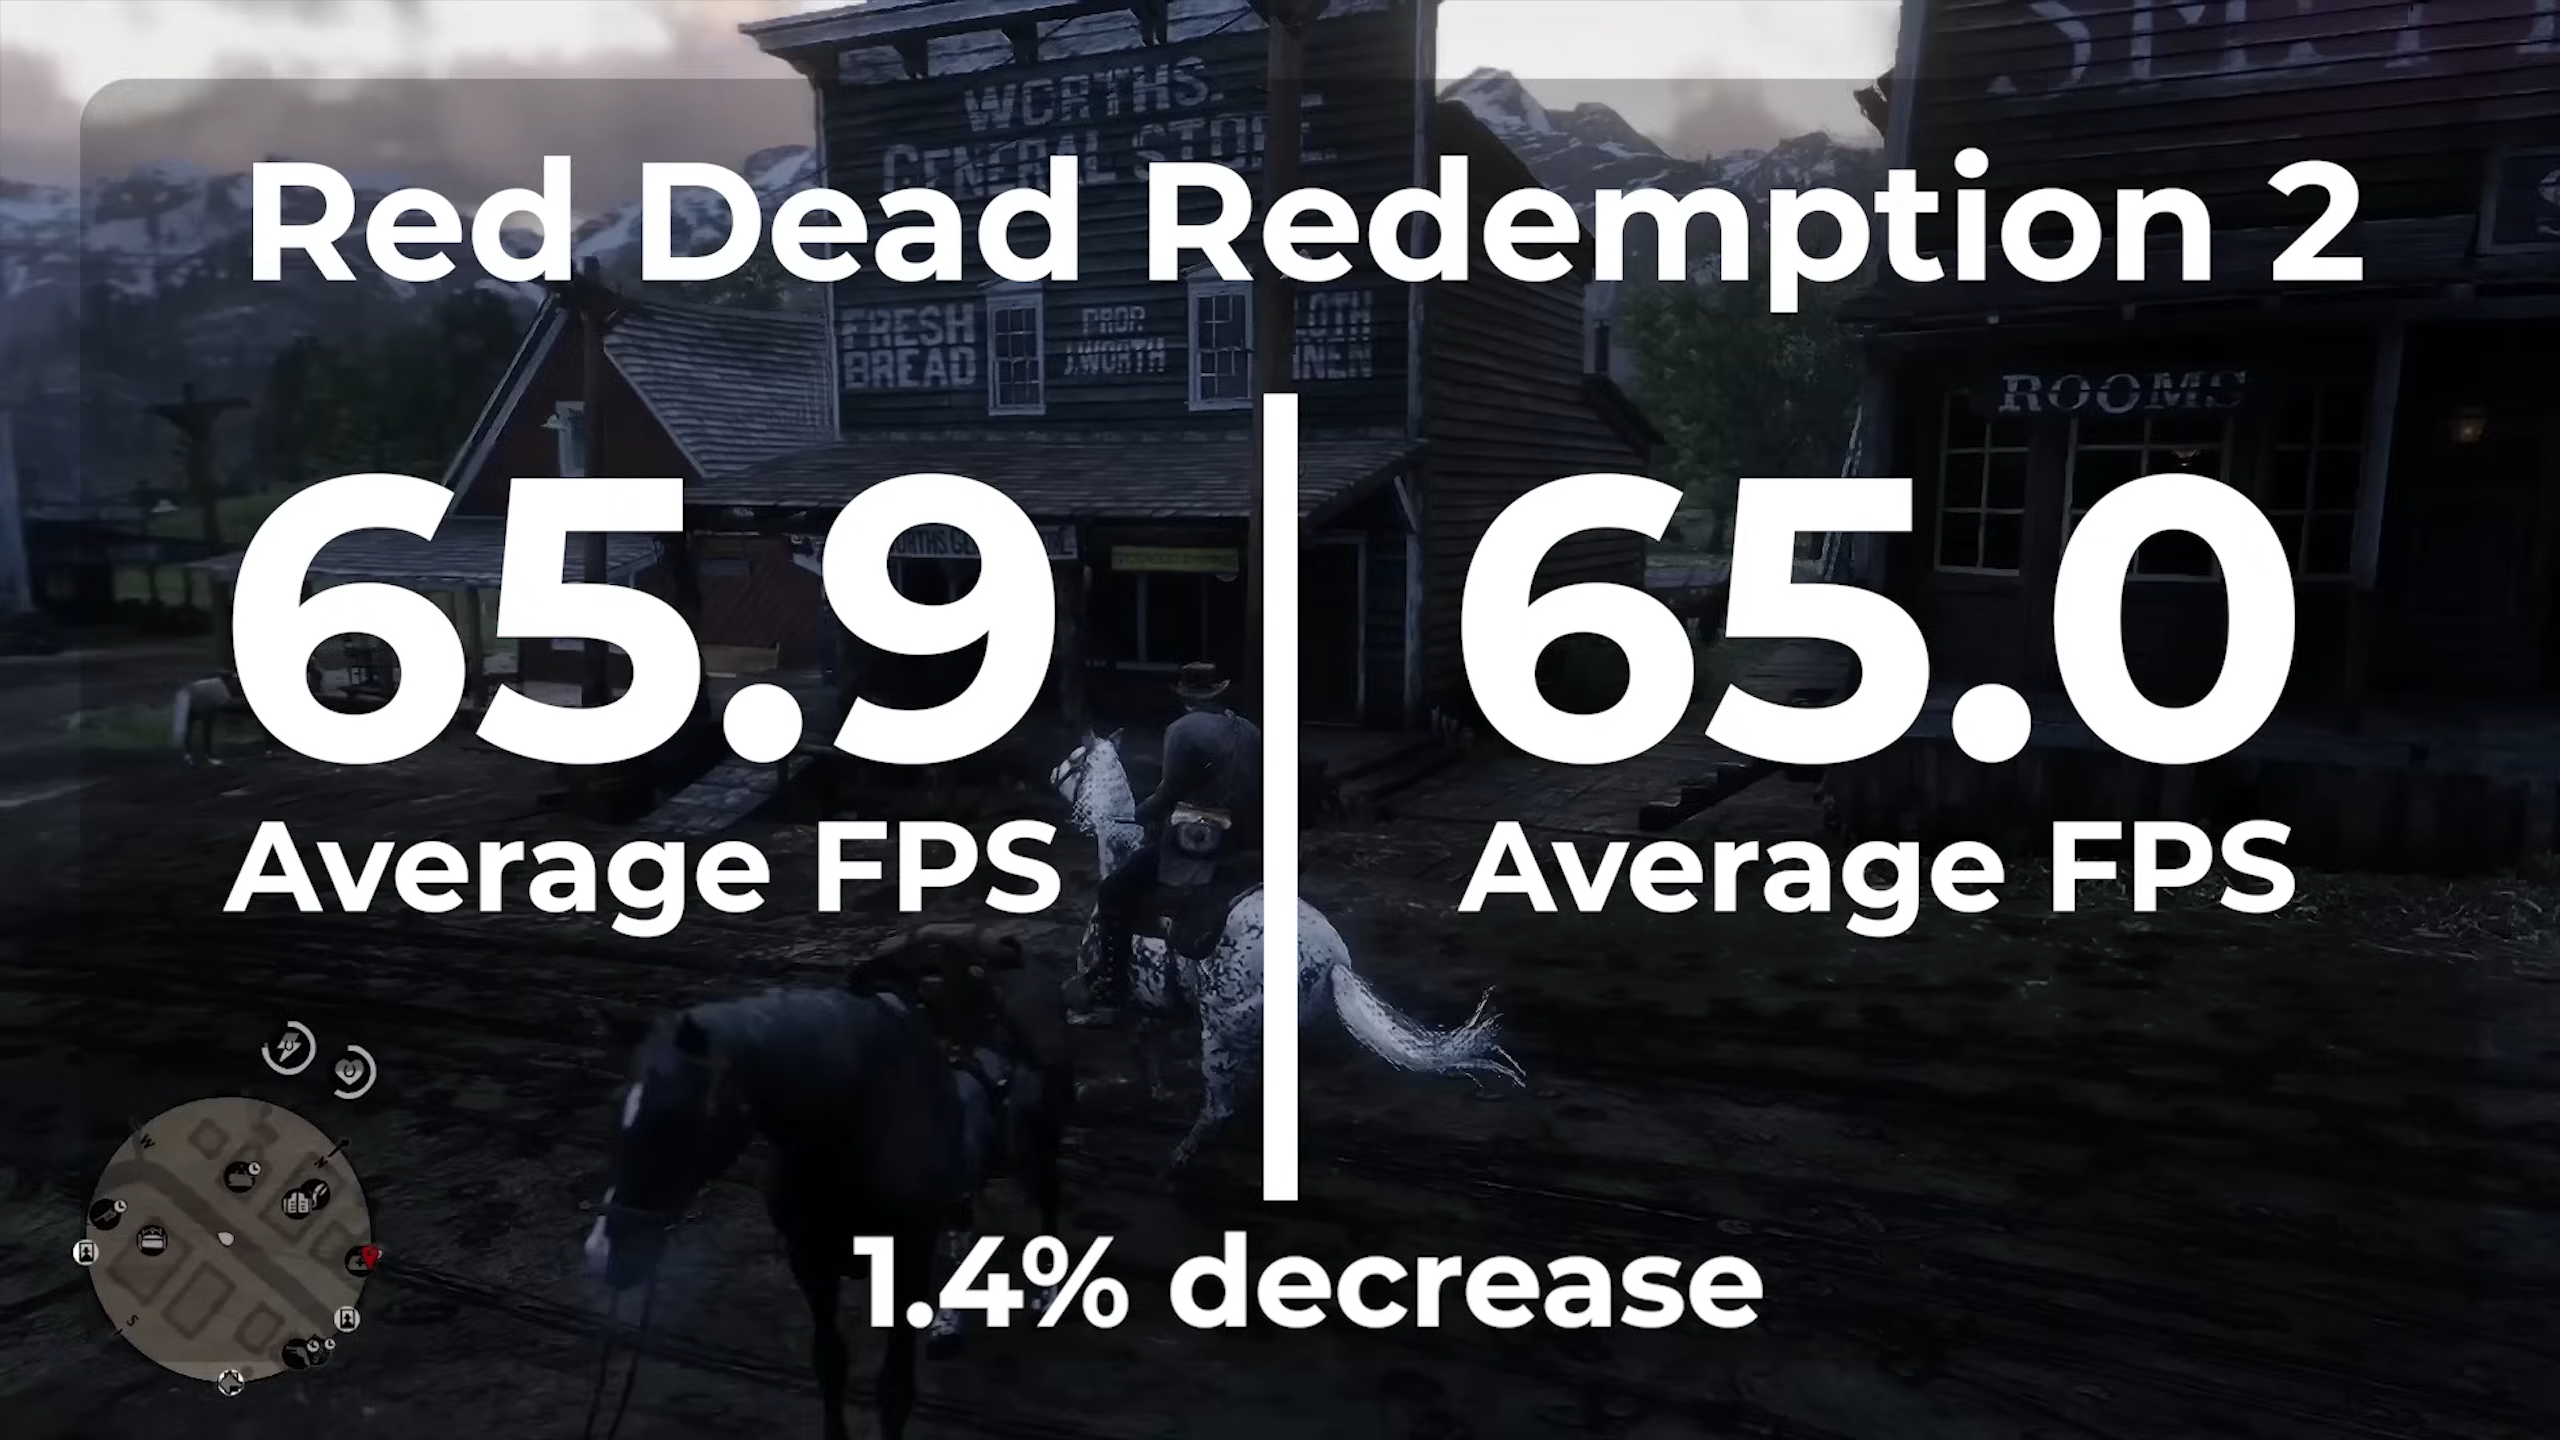 WORTHS.
GENERAL STORE.
Red Dead Redemption 2
FRESH
BREAD
PROP.
J.WORTH
ROOMS
65.9
65.0
Average FPS
Average FPS
W
N
S
1.4% decrease